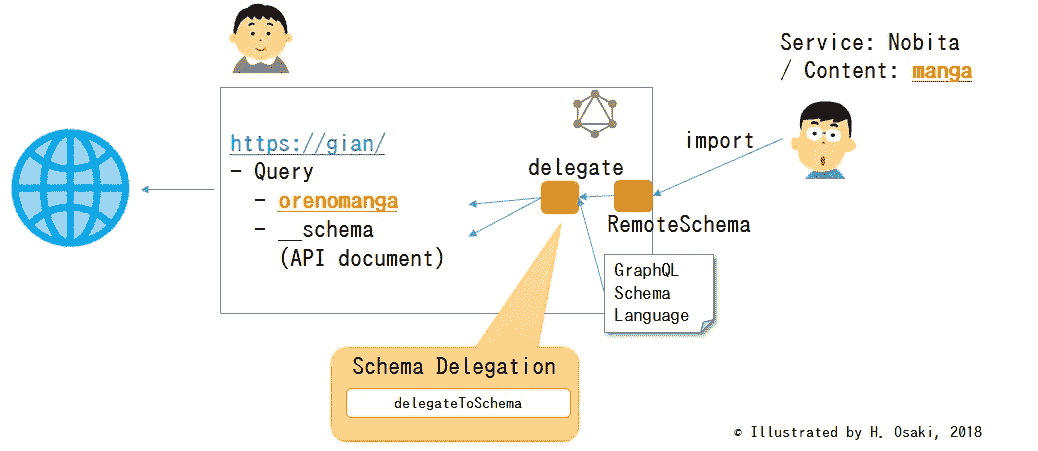 Service: Nobita
/ Content: manga
https://gian/
- Query
- orenomanga
- __schema
(API document)
import
delegate
RemoteSchema
GraphQL
Schema
Language
Schema Delegation
delegateToSchema
© Illustrated by H. Osaki, 2018